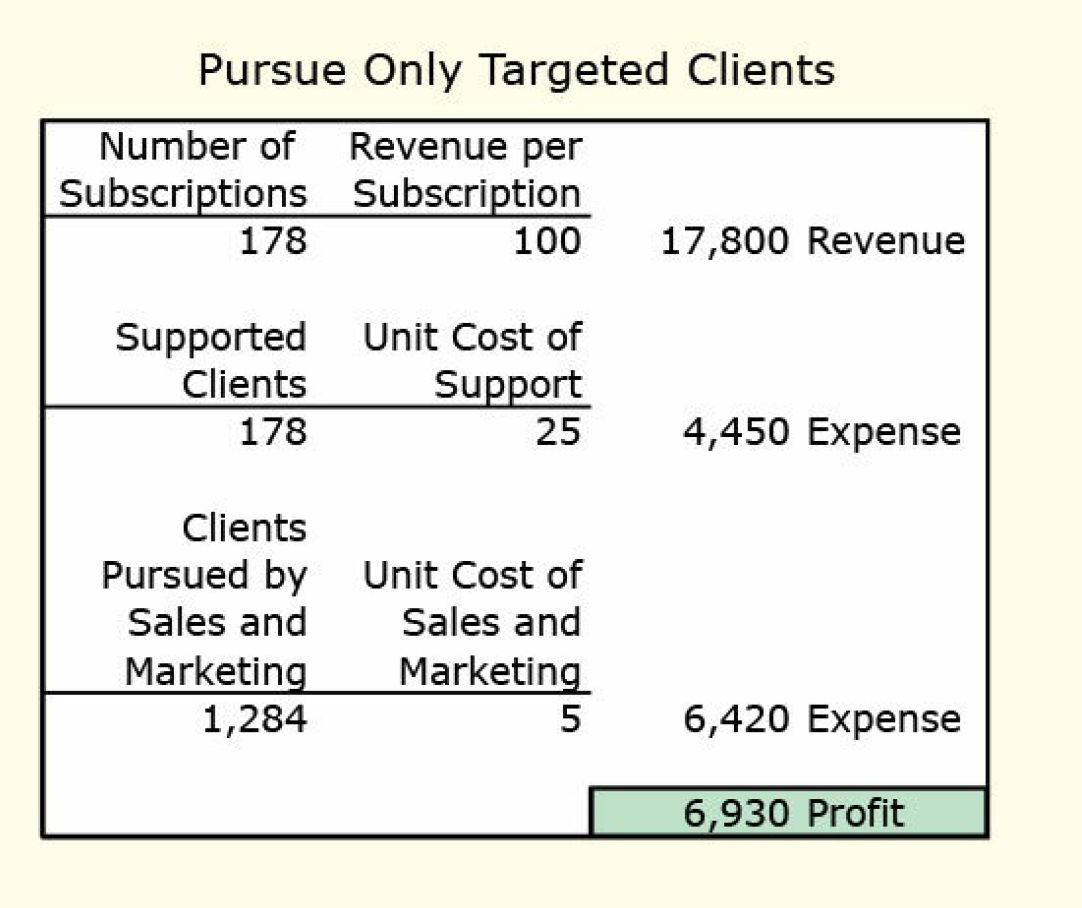 Pursue Only Targeted Clients
Number of Revenue per
Subscriptions Subscription
178 100 17,800 Revenue
Supported Unit Cost of
Clients Support
178 25 4,450 Expense
Clients
Pursued by Unit Cost of
Sales and Sales and
Marketing Marketing
1,284 5 6,420 Expense
6,930 Profit